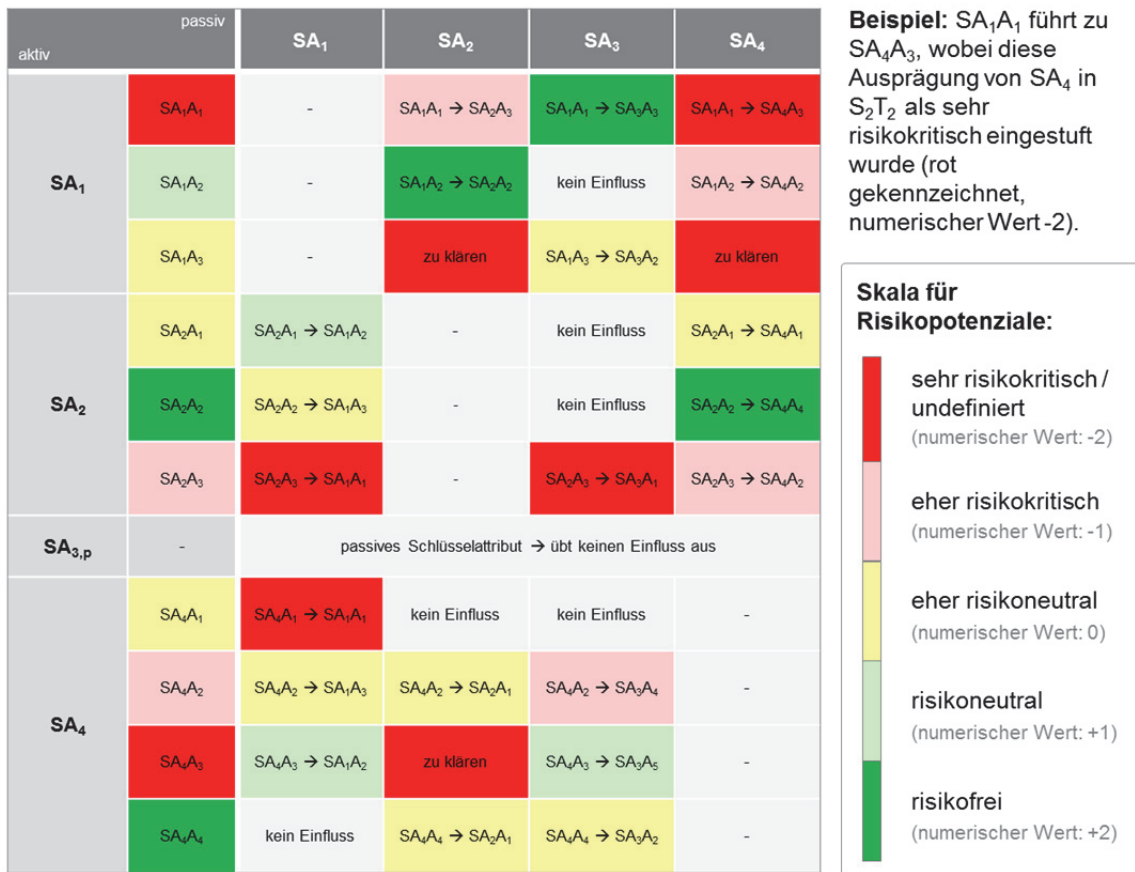 passiv
aktiv
SA₁ SA₂ SA₃ SA₄
SA₁
SA₁A₁ - SA₁A₁ → SA₂A₃ SA₁A₁ → SA₃A₃ SA₁A₁ → SA₄A₃
SA₁A₂ - SA₁A₂ → SA₂A₂ kein Einfluss SA₁A₂ → SA₄A₂
SA₁A₃ - zu klären SA₁A₃ → SA₃A₂ zu klären
SA₂
SA₂A₁ SA₂A₁ → SA₁A₂ - kein Einfluss SA₂A₁ → SA₄A₁
SA₂A₂ SA₂A₂ → SA₁A₃ - kein Einfluss SA₂A₂ → SA₄A₄
SA₂A₃ SA₂A₃ → SA₁A₁ - SA₂A₃ → SA₃A₁ SA₂A₃ → SA₄A₂
SA₃,ₚ - passives Schlüsselattribut → übt keinen Einfluss aus
SA₄
SA₄A₁ SA₄A₁ → SA₁A₁ kein Einfluss kein Einfluss -
SA₄A₂ SA₄A₂ → SA₁A₃ SA₄A₂ → SA₂A₁ SA₄A₂ → SA₃A₄ -
SA₄A₃ SA₄A₃ → SA₁A₂ zu klären SA₄A₃ → SA₃A₅ -
SA₄A₄ kein Einfluss SA₄A₄ → SA₂A₁ SA₄A₄ → SA₃A₂ -
Beispiel: SA₁A₁ führt zu
SA₄A₃, wobei diese
Ausprägung von SA₄ in
S₂T₂ als sehr
risikokritisch eingestuft
wurde (rot
gekennzeichnet,
numerischer Wert -2).
Skala für
Risikopotenziale:
sehr risikokritisch /
undefiniert
(numerischer Wert: -2)
eher risikokritisch
(numerischer Wert: -1)
eher risikoneutral
(numerischer Wert: 0)
risikoneutral
(numerischer Wert: +1)
risikofrei
(numerischer Wert: +2)